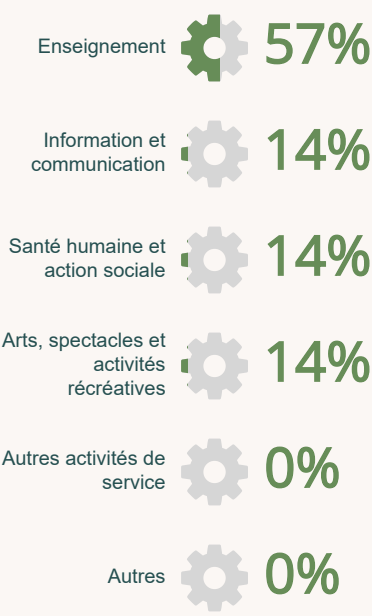 Enseignement 57%
Information et
communication 14%
Santé humaine et
action sociale 14%
Arts, spectacles et
activités
récréatives 14%
Autres activités de
service 0%
Autres 0%